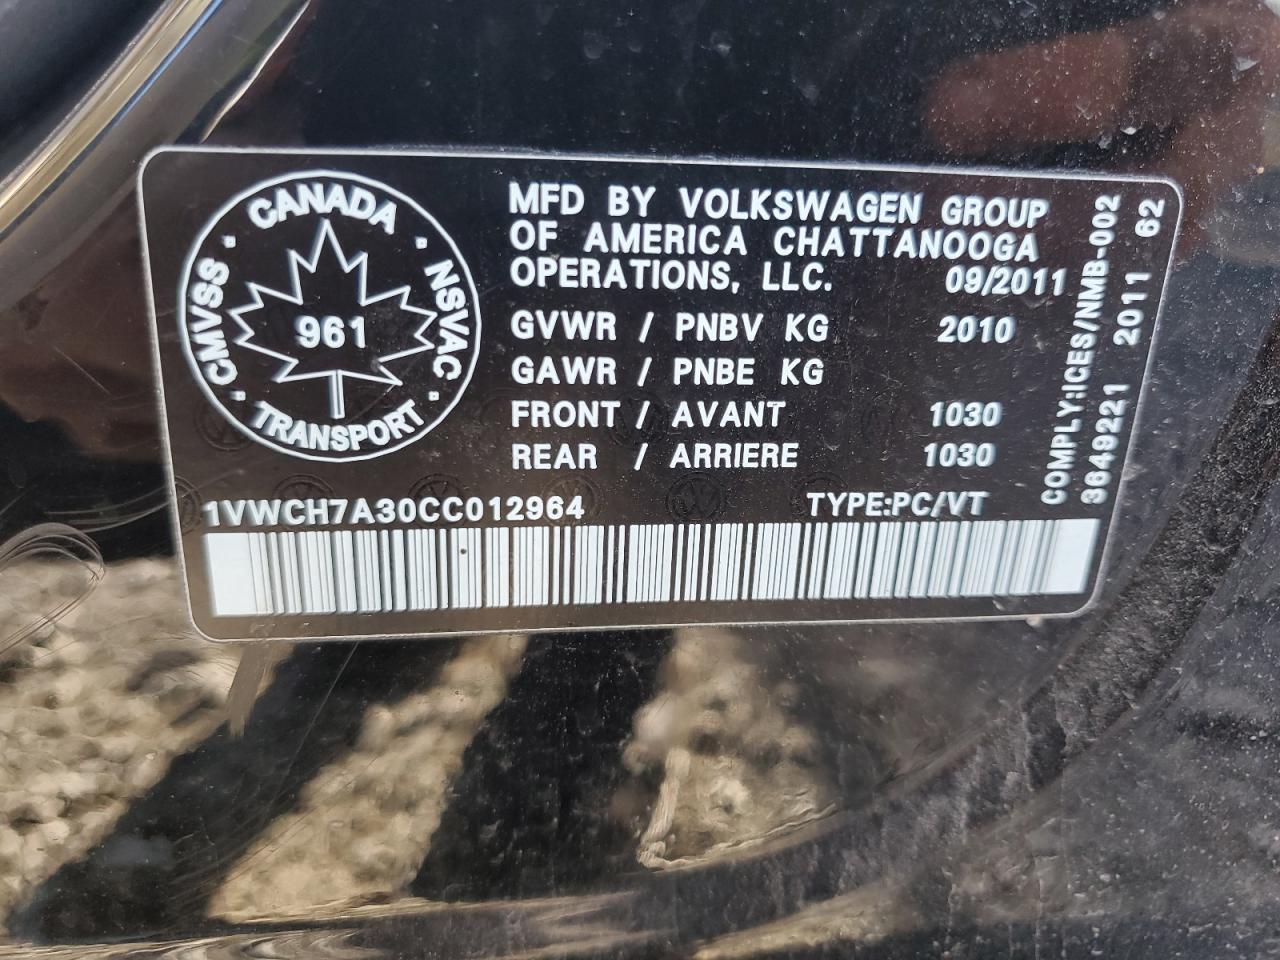 CANADA
CMVSS · NSVAC
961
TRANSPORT
MFD BY VOLKSWAGEN GROUP
OF AMERICA CHATTANOOGA
OPERATIONS, LLC. 09/2011
GVWR / PNBV KG 2010
GAWR / PNBE KG
FRONT / AVANT 1030
REAR / ARRIERE 1030
1VWCH7A30CC012964 TYPE:PC/VT
COMPLY:ICES/NMB-002
3649221 2011 62